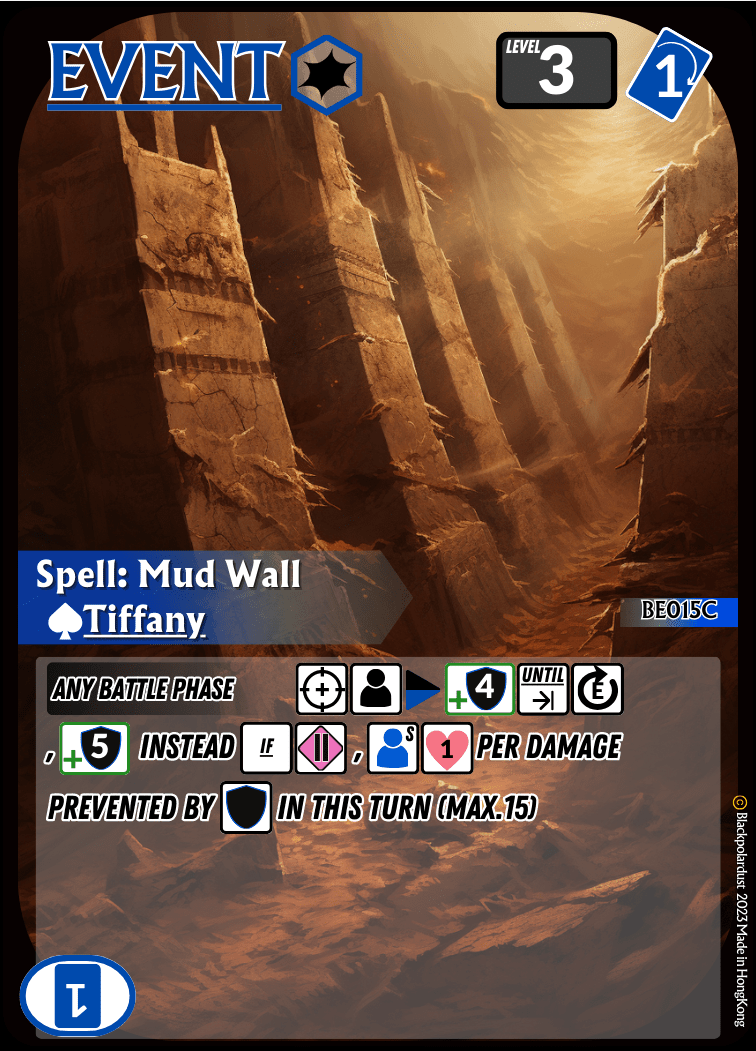 EVENT
LEVEL 3
1
Spell: Mud Wall
♠Tiffany
BE015C
ANY BATTLE PHASE +4 UNTIL E
, +5 INSTEAD IF II , S 1 PER DAMAGE
PREVENTED BY IN THIS TURN (MAX.15)
© Blackpolardust 2023 Made in HongKong
1